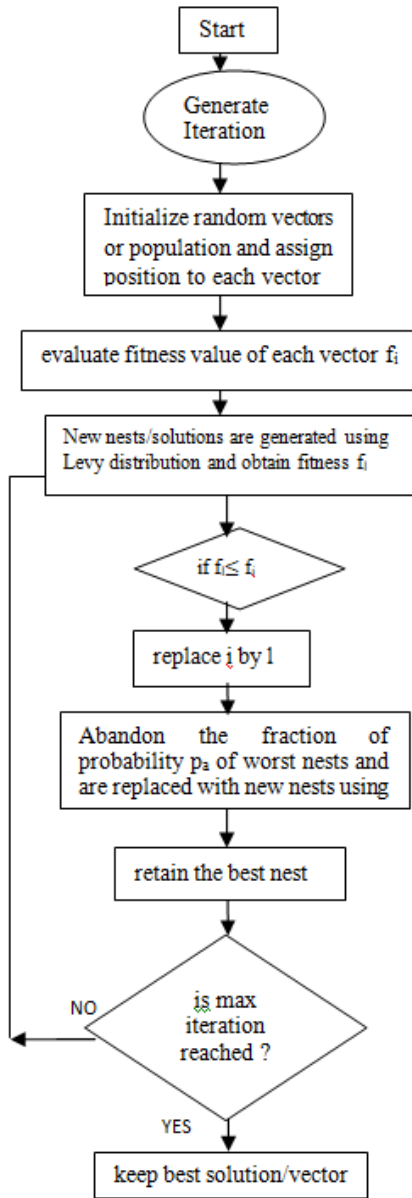 Start
Generate
Iteration
Initialize random vectors
or population and assign
position to each vector
evaluate fitness value of each vector fᵢ
New nests/solutions are generated using
Levy distribution and obtain fitness fₗ
if fₗ≤ fᵢ
replace i by l
Abandon the fraction of
probability pₐ of worst nests and
are replaced with new nests using
retain the best nest
is max
iteration
reached ?
NO
YES
keep best solution/vector